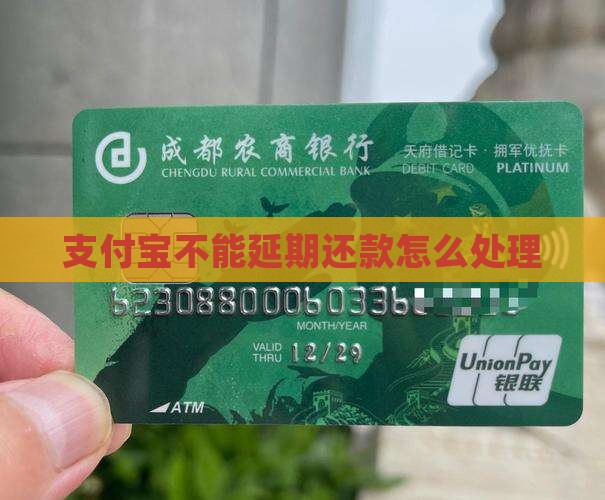 成都农商银行
CHENGDU RURAL COMMERCIAL BANK
天府借记卡·拥军优抚卡
DEBIT CARD PLATINUM
支付宝不能延期还款怎么处理
MONTH/YEAR
VALID THRU 12/29
UnionPay
银联
ATM